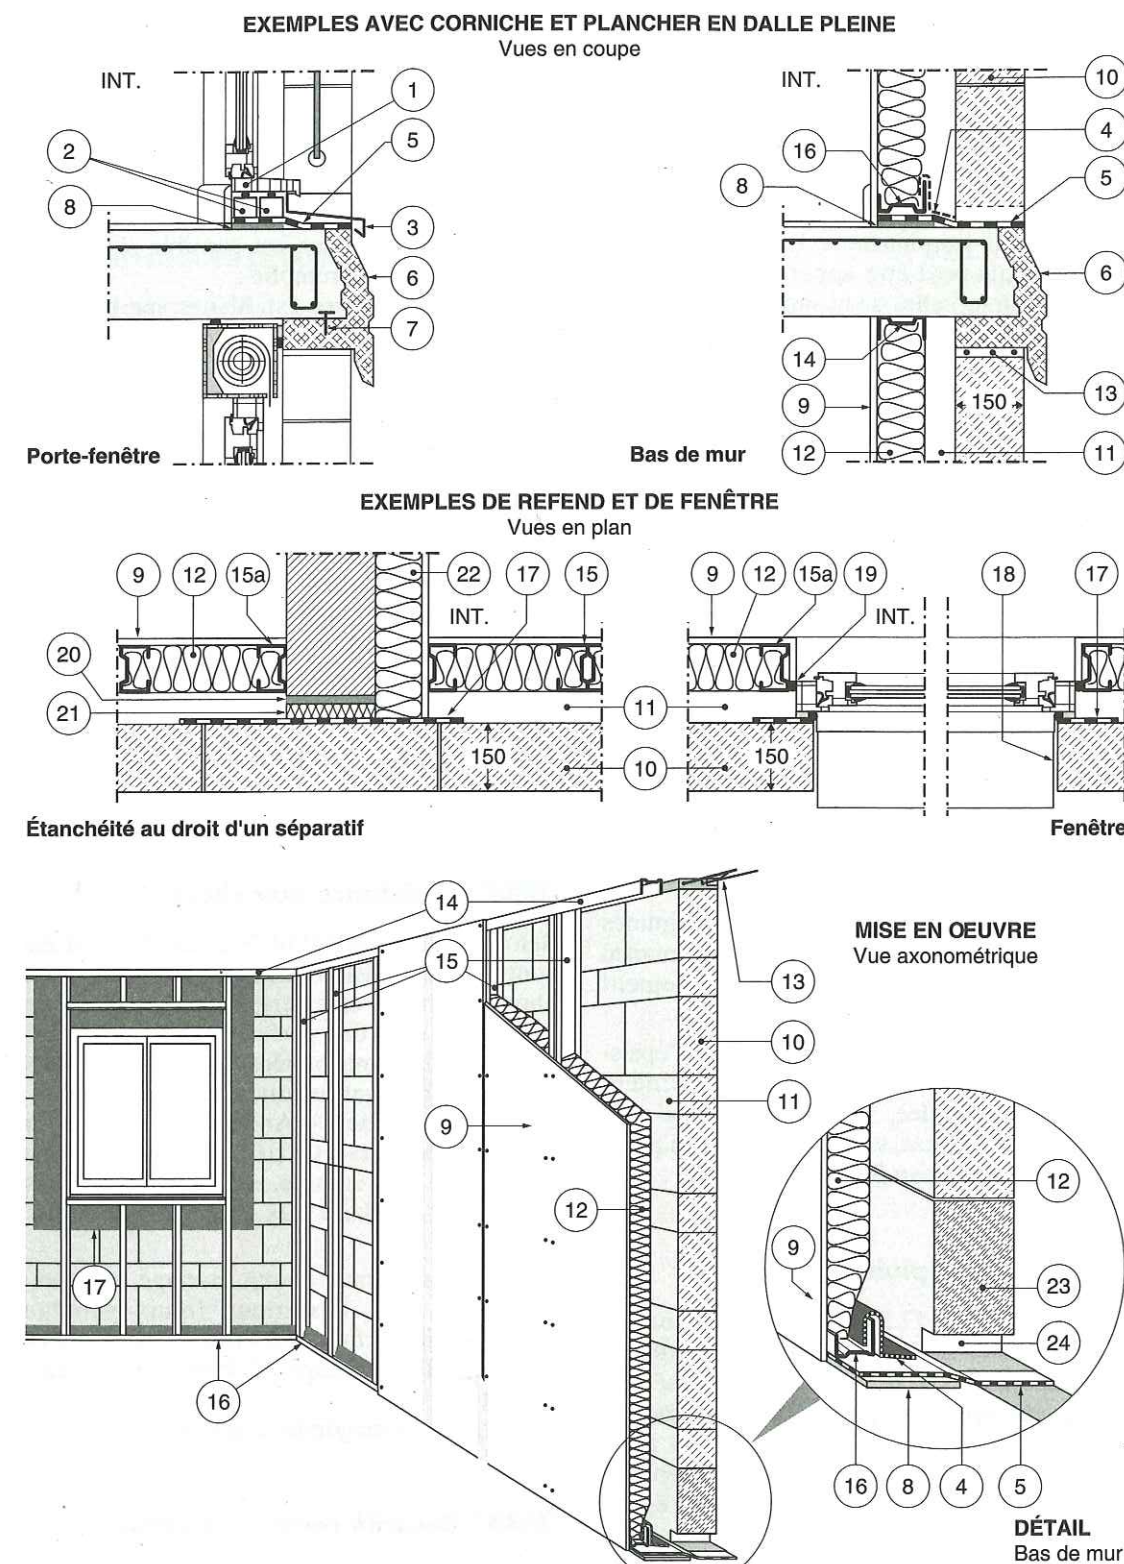 EXEMPLES AVEC CORNICHE ET PLANCHER EN DALLE PLEINE
Vues en coupe
INT.
1
2
5
8
3
6
7
Porte-fenêtre
INT.
10
16
4
8
5
6
14
13
9
150
12
11
Bas de mur
EXEMPLES DE REFEND ET DE FENÊTRE
Vues en plan
9
12
15a
22
17
15
INT.
20
21
11
150
10
9
12
15a
19
18
17
INT.
150
Étanchéité au droit d'un séparatif
Fenêtre
14
15
13
MISE EN OEUVRE
Vue axonométrique
10
11
9
12
17
16
12
9
23
24
16
8
4
5
DÉTAIL
Bas de mur